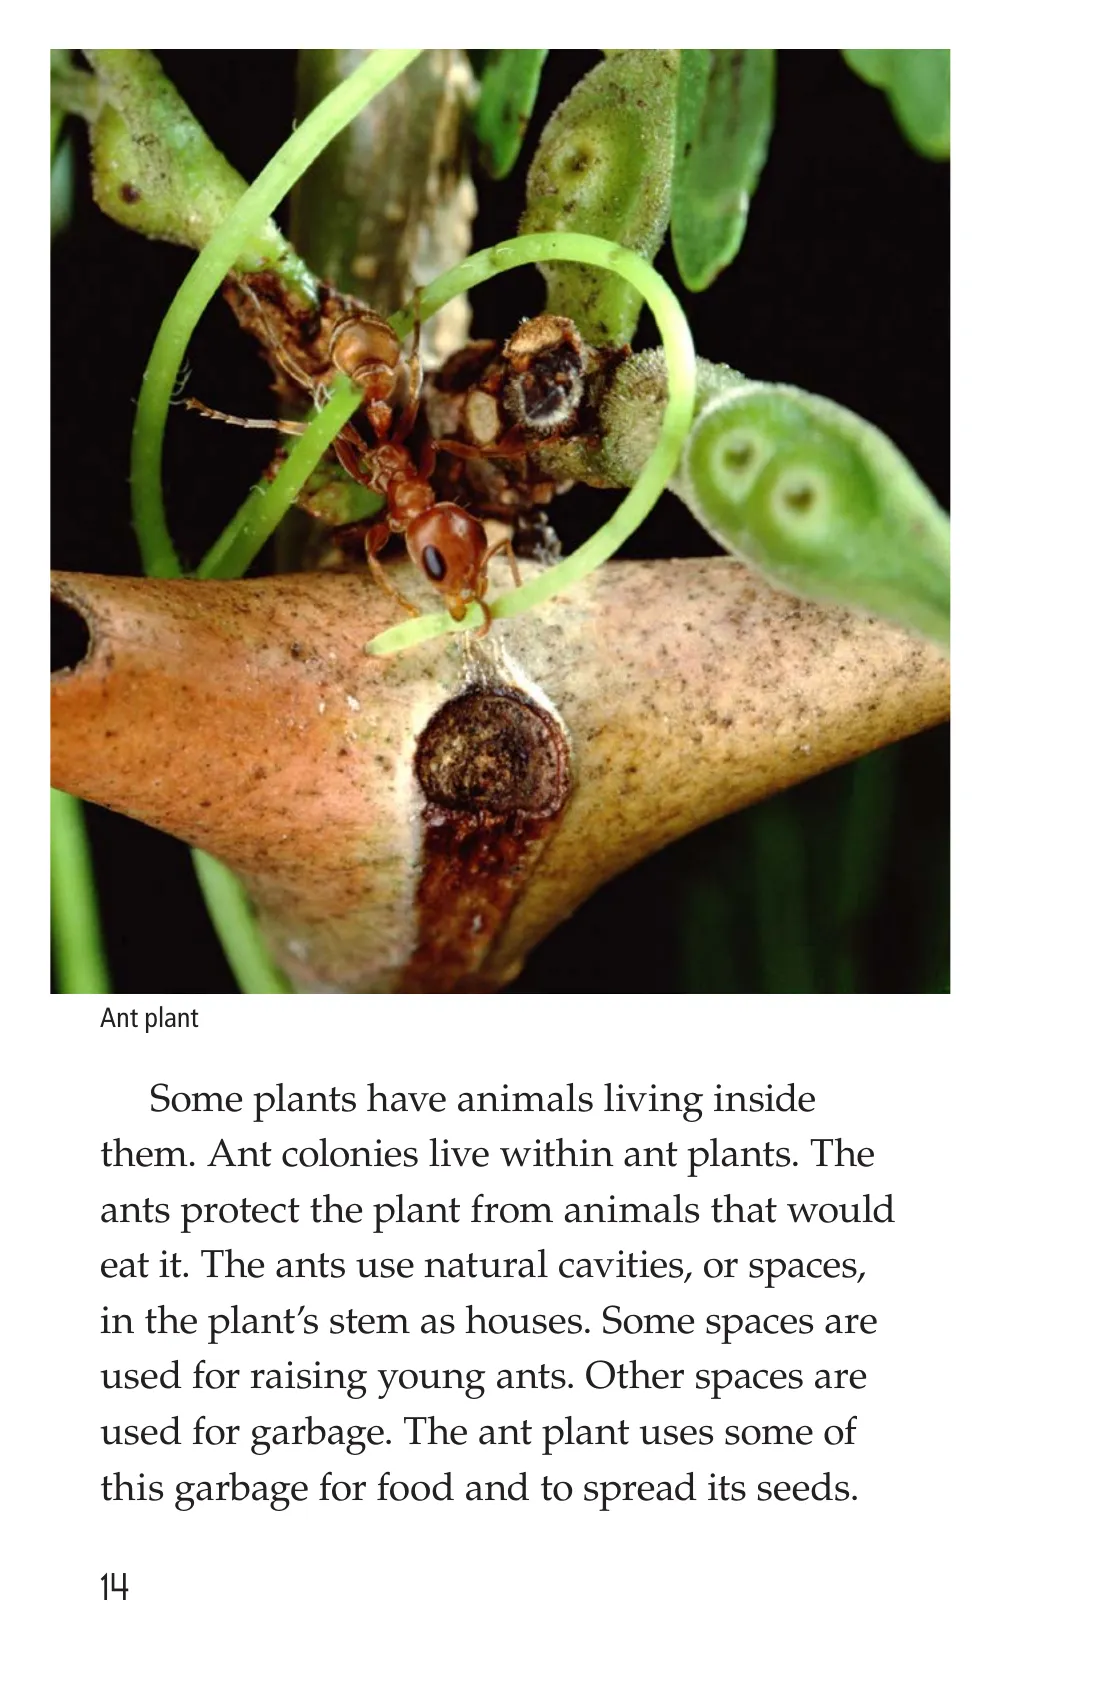 Ant plant
Some plants have animals living inside
them. Ant colonies live within ant plants. The
ants protect the plant from animals that would
eat it. The ants use natural cavities, or spaces,
in the plant’s stem as houses. Some spaces are
used for raising young ants. Other spaces are
used for garbage. The ant plant uses some of
this garbage for food and to spread its seeds.
14